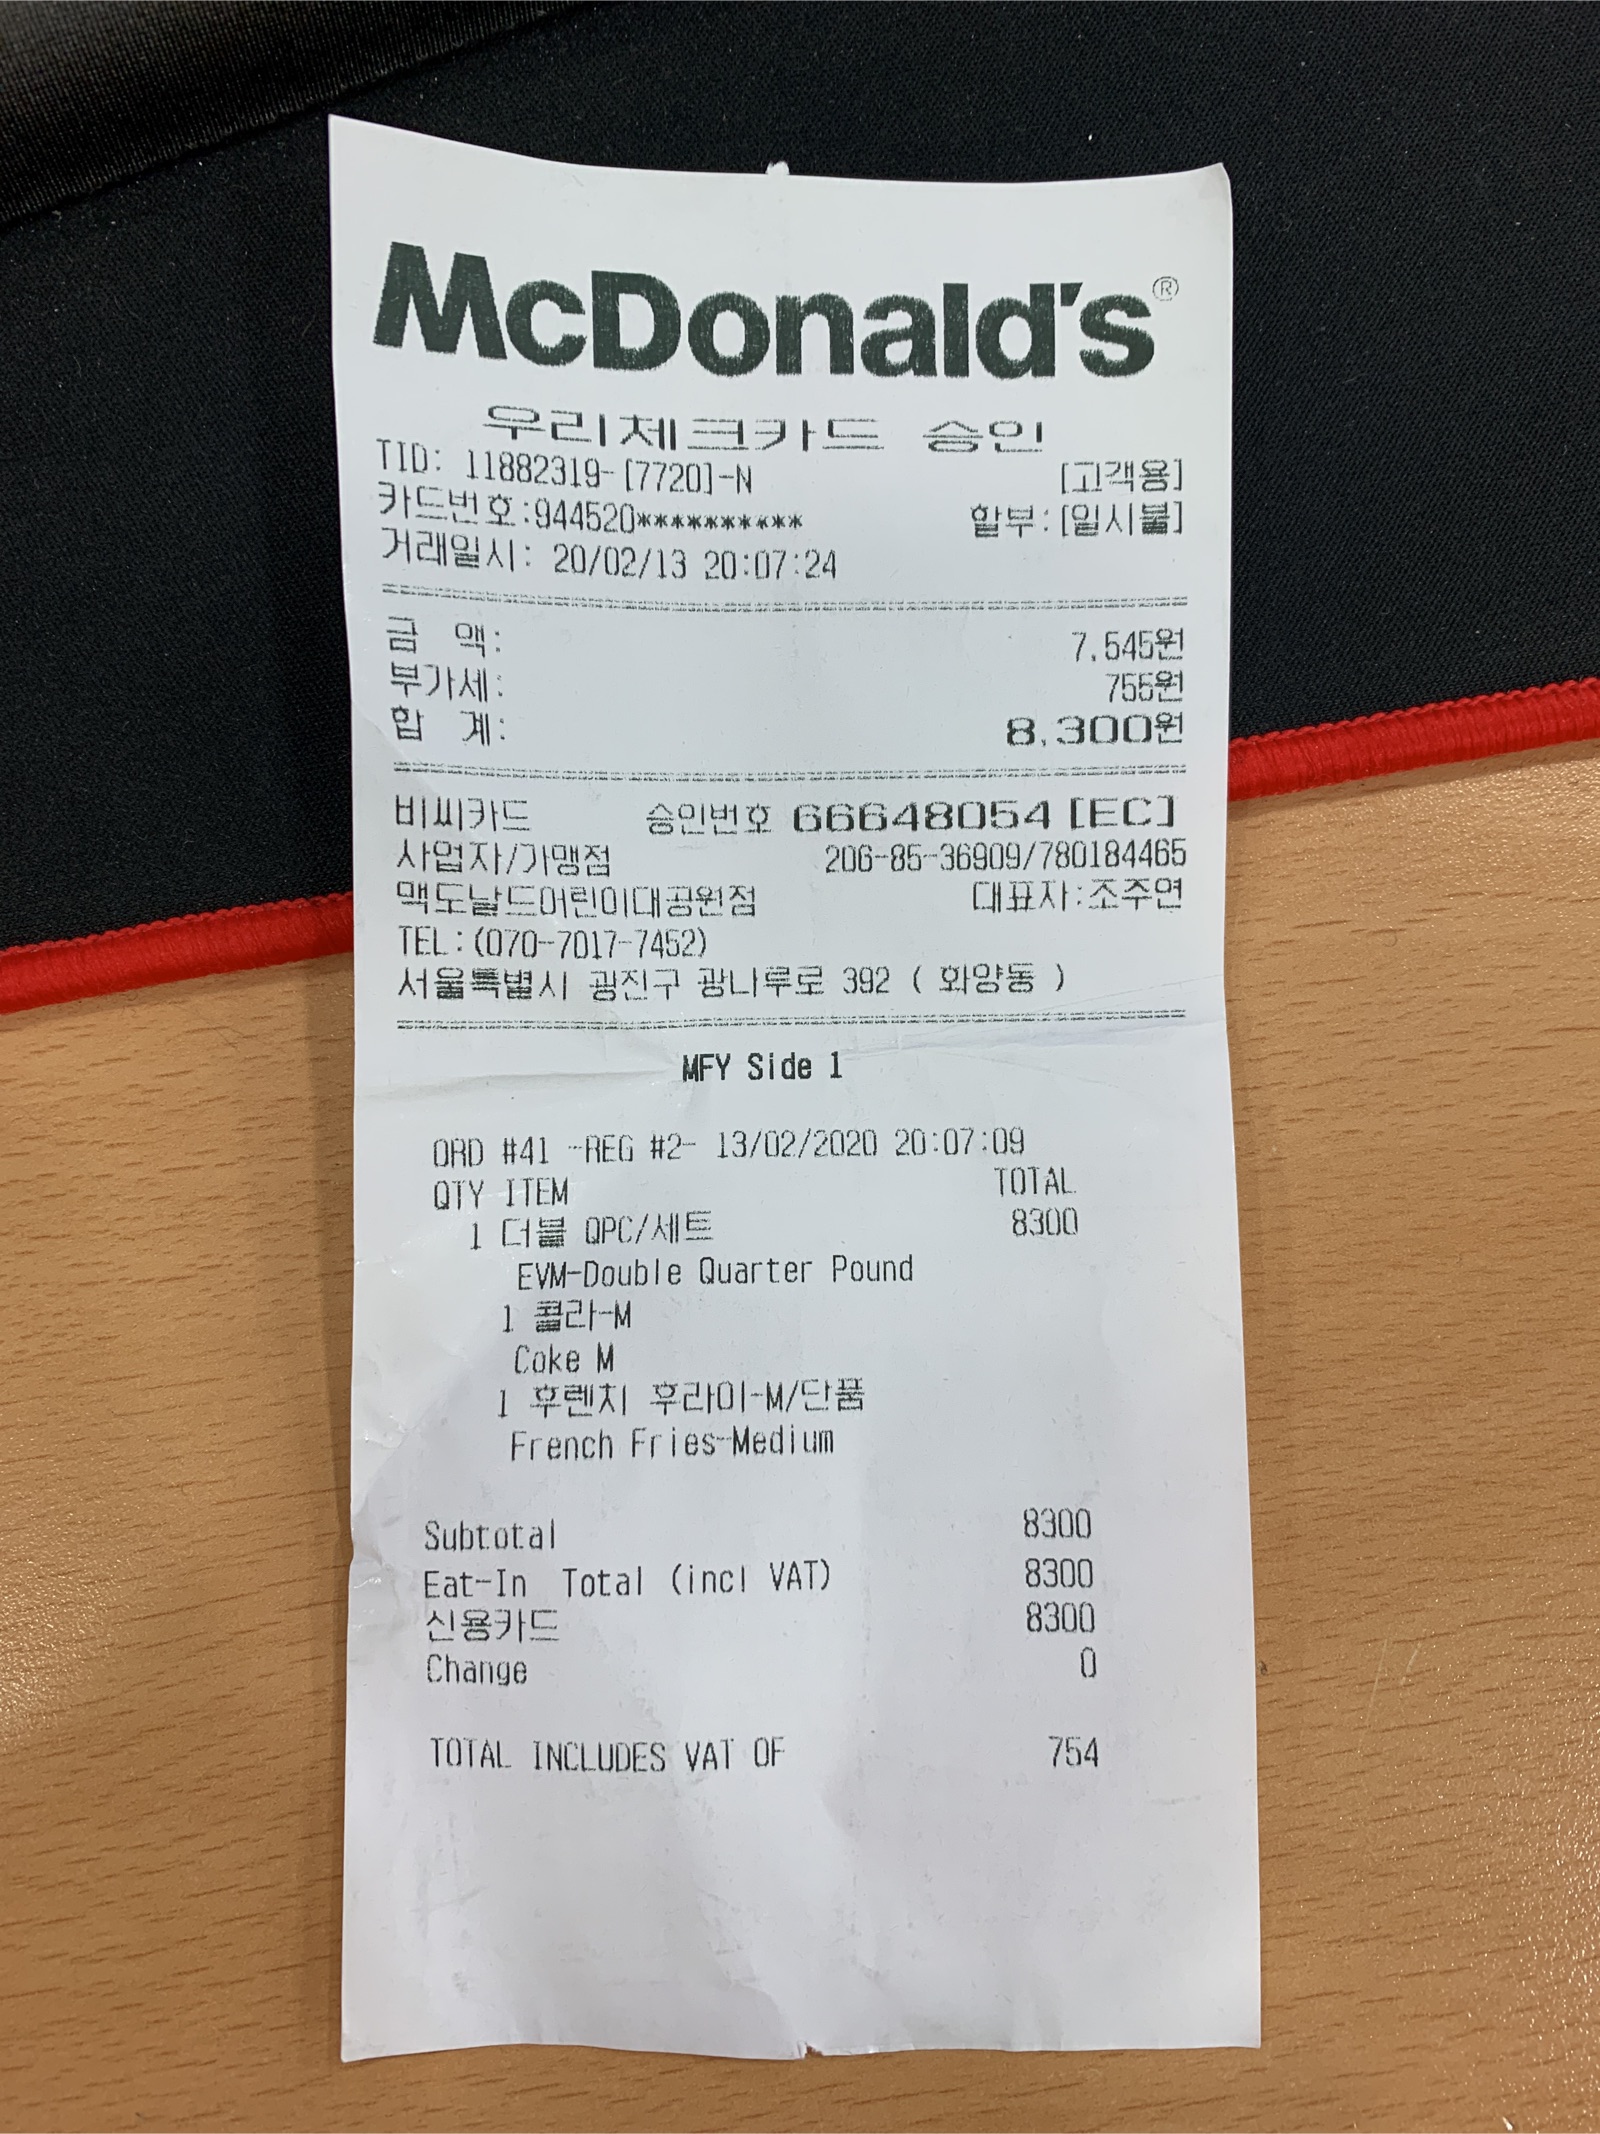 McDonald's®
우리체크카드 승인
TID: 11882319-[7720]-N [고객용]
카드번호:944520********** 할부:[일시불]
거래일시: 20/02/13 20:07:24
금 액: 7,545원
부가세: 755원
합 계: 8,300원
비씨카드 승인번호 66648054 [EC]
사업자/가맹점 206-85-36909/780184465
맥도날드어린이대공원점 대표자:조주연
TEL:(070-7017-7452)
서울특별시 광진구 광나루로 392 ( 화양동 )
MFY Side 1
ORD #41 -REG #2- 13/02/2020 20:07:09
QTY ITEM TOTAL
1 더블 QPC/세트 8300
EVM-Double Quarter Pound
1 콜라-M
Coke M
1 후렌치 후라이-M/단품
French Fries-Medium
Subtotal 8300
Eat-In Total (incl VAT) 8300
신용카드 8300
Change 0
TOTAL INCLUDES VAT OF 754